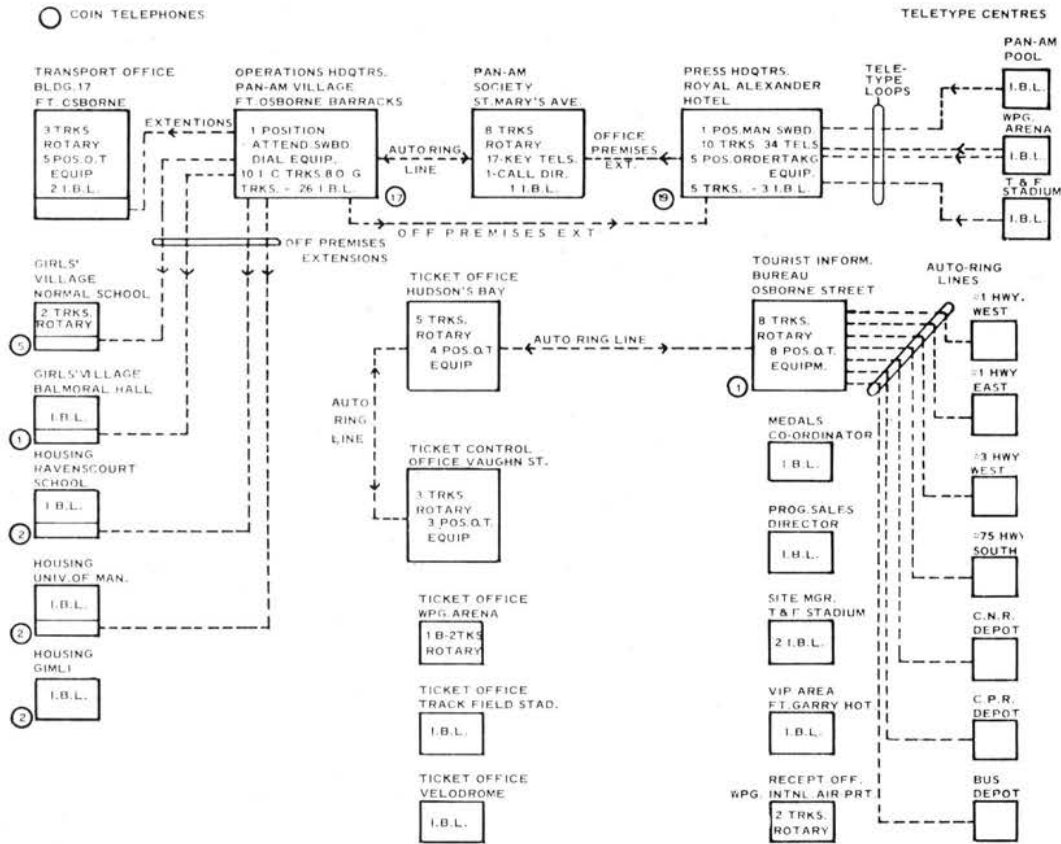 COIN TELEPHONES
TELETYPE CENTRES
TRANSPORT OFFICE
BLDG.17
FT. OSBORNE
3 TRKS
ROTARY
5 POS.O.T
EQUIP
2 I.B.L.
EXTENTIONS
OPERATIONS HDQTRS.
PAN-AM VILLAGE
FT.OSBORNE BARRACKS
1 POSITION
ATTEND.SWBD.
DIAL EQUIP.
10 I C TRKS.8 O G
TRKS. - 26 I.B.L.
17
AUTO RING
LINE
PAN-AM
SOCIETY
ST.MARY'S AVE.
8 TRKS
ROTARY
17-KEY TELS.
1-CALL DIR.
1 I.B.L.
OFFICE
PREMISES
EXT.
PRESS HDQTRS.
ROYAL ALEXANDER
HOTEL
1 POS.MAN SWBD.
10 TRKS 34 TELS
5 POS.ORDERTAKG
EQUIP.
5 TRKS. - 3 I.B.L.
19
TELE-
TYPE
LOOPS
PAN-AM
POOL
I.B.L.
WPG.
ARENA
I.B.L.
T & F
STADIUM
I.B.L.
OFF PREMISES EXT
OFF PREMISES
EXTENSIONS
GIRLS'
VILLAGE
NORMAL SCHOOL
2 TRKS.
ROTARY
5
GIRLS' VILLAGE
BALMORAL HALL
I.B.L.
1
HOUSING
RAVENSCOURT
SCHOOL
1 B.L.
2
HOUSING
UNIV. OF MAN.
I.B.L.
2
HOUSING
GIMLI
I.B.L.
2
TICKET OFFICE
HUDSON'S BAY
5 TRKS.
ROTARY
4 POS.O.T
EQUIP
AUTO RING LINE
AUTO
RING
LINE
TICKET CONTROL
OFFICE VAUGHN ST.
3 TRKS
ROTARY
3 POS.O.T.
EQUIP
TICKET OFFICE
WPG.ARENA
1 B-2TKS
ROTARY
TICKET OFFICE
TRACK FIELD STAD.
I.B.L.
TICKET OFFICE
VELODROME
I.B.L.
TOURIST INFORM.
BUREAU
OSBORNE STREET
8 TRKS.
ROTARY
8 POS.O.T.
EQUIPM.
1
MEDALS
CO-ORDINATOR
I.B.L.
PROG.SALES
DIRECTOR
I.B.L.
SITE MGR.
T & F STADIUM
2 I.B.L.
VIP AREA
FT.GARRY HOT
I.B.L.
RECEPT OFF.
WPG. INTNL.AIR PRT.
2 TRKS.
ROTARY
AUTO-RING
LINES
#1 HWY.
WEST
#1 HWY
EAST
#3 HWY
WEST
#75 HWY
SOUTH
C.N.R.
DEPOT
C.P.R.
DEPOT
BUS
DEPOT